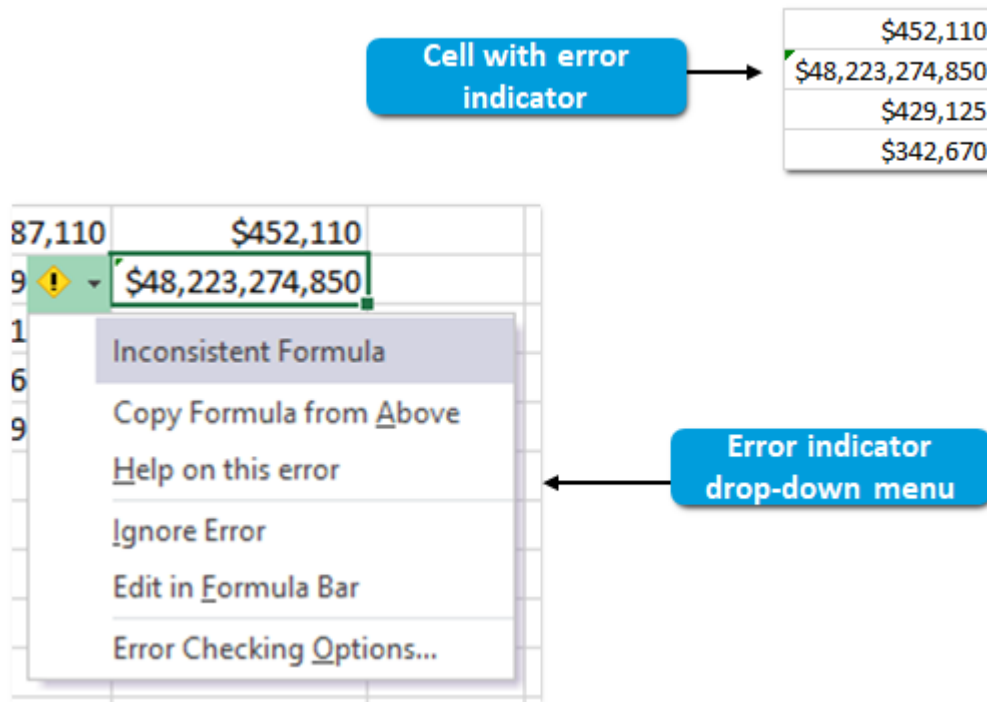 $452,110
Cell with error
indicator
$48,223,274,850
$429,125
$342,670
87,110 $452,110
9 $48,223,274,850
1
Inconsistent Formula
6
Copy Formula from Above
9
Help on this error
Error indicator
drop-down menu
Ignore Error
Edit in Formula Bar
Error Checking Options...